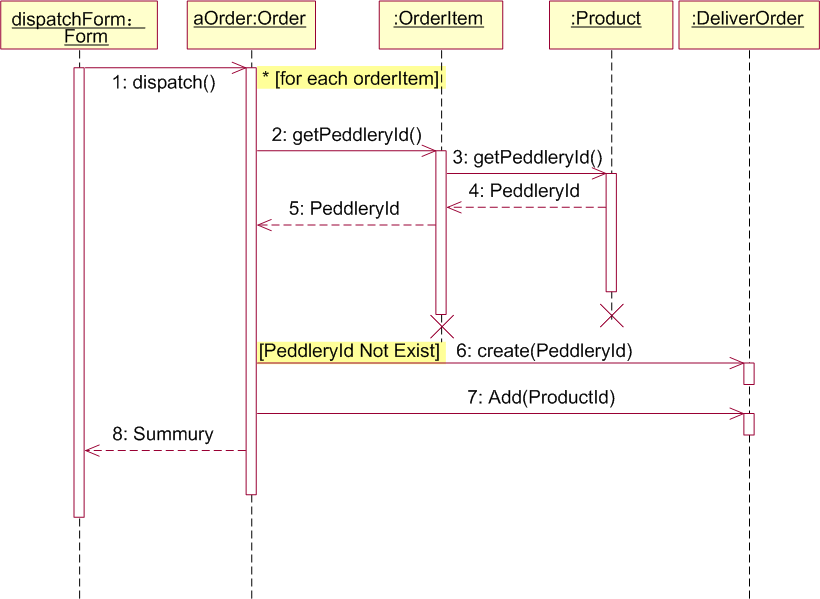 dispatchForm：
Form
aOrder:Order
:OrderItem
:Product
:DeliverOrder
1: dispatch()
* [for each orderItem]
2: getPeddleryId()
3: getPeddleryId()
4: PeddleryId
5: PeddleryId
[PeddleryId Not Exist]
6: create(PeddleryId)
7: Add(ProductId)
8: Summury